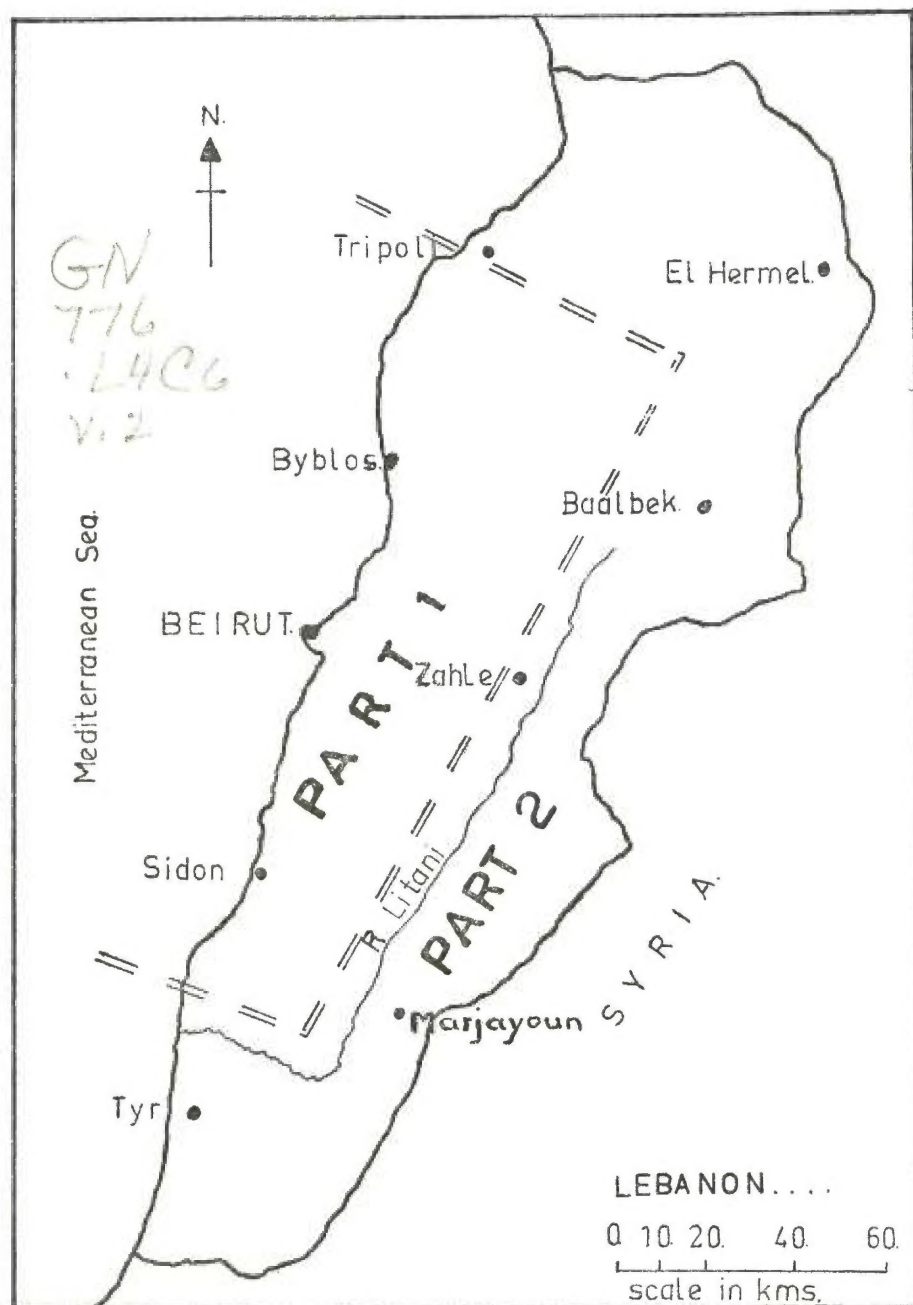 N.
GN
776
.L4C6
V.2
Tripoli
El Hermel.
Byblos.
Baalbek.
Mediterranean Sea.
BEIRUT.
PART 1
Zahle
PART 2
Sidon
R Litani
SYRIA.
Marjayoun
Tyr
LEBANON....
0. 10. 20. 40. 60.
scale in kms.